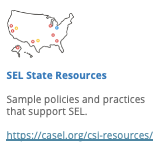 SEL State Resources
Sample policies and practices
that support SEL.
https://casel.org/csi-resources/